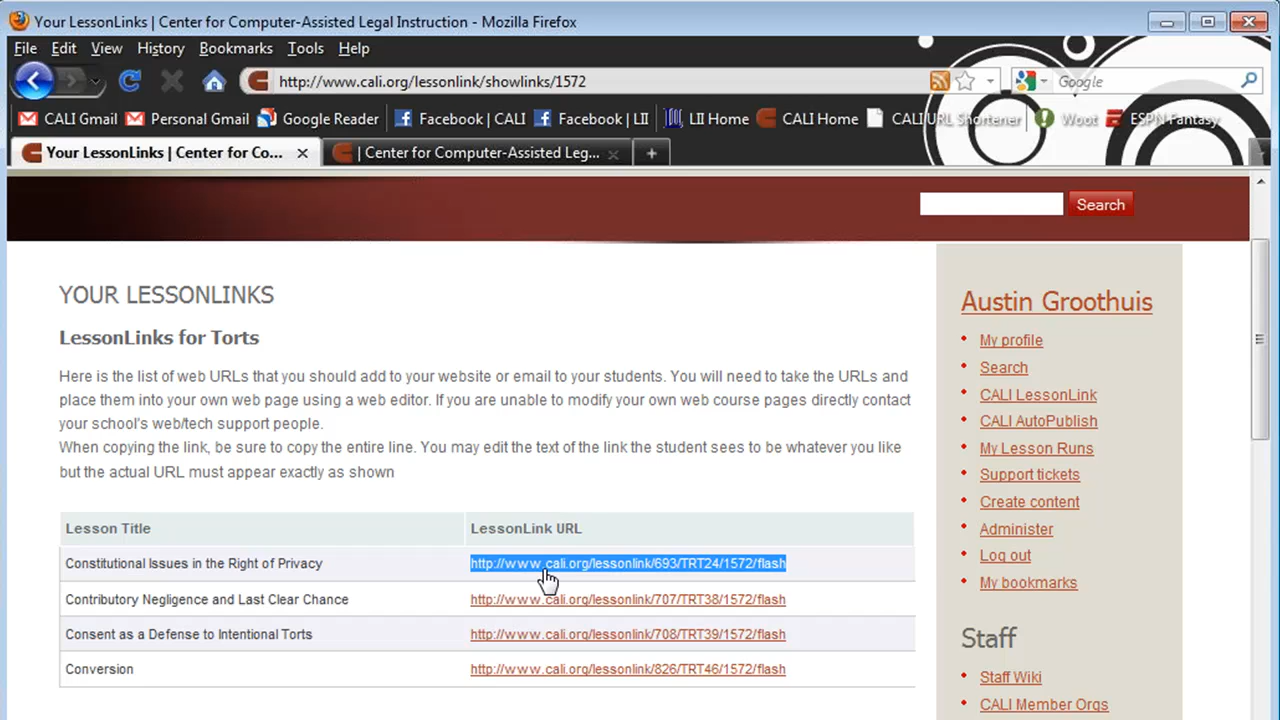 Your LessonLinks | Center for Computer-Assisted Legal Instruction - Mozilla Firefox
File Edit View History Bookmarks Tools Help
http://www.cali.org/lessonlink/showlinks/1572 Google
CALI Gmail Personal Gmail Google Reader Facebook | CALI Facebook | LII LII Home CALI Home CALI URL Shortener Woot ESPN Fantasy
Your LessonLinks | Center for Co... | Center for Computer-Assisted Leg...
Search
YOUR LESSONLINKS
LessonLinks for Torts
Here is the list of web URLs that you should add to your website or email to your students. You will need to take the URLs and
place them into your own web page using a web editor. If you are unable to modify your own web course pages directly contact
your school's web/tech support people.
When copying the link, be sure to copy the entire line. You may edit the text of the link the student sees to be whatever you like
but the actual URL must appear exactly as shown
Lesson Title LessonLink URL
Constitutional Issues in the Right of Privacy http://www.cali.org/lessonlink/693/TRT24/1572/flash
Contributory Negligence and Last Clear Chance http://www.cali.org/lessonlink/707/TRT38/1572/flash
Consent as a Defense to Intentional Torts http://www.cali.org/lessonlink/708/TRT39/1572/flash
Conversion http://www.cali.org/lessonlink/826/TRT46/1572/flash
Austin Groothuis
My profile
Search
CALI LessonLink
CALI AutoPublish
My Lesson Runs
Support tickets
Create content
Administer
Log out
My bookmarks
Staff
Staff Wiki
CALI Member Orgs